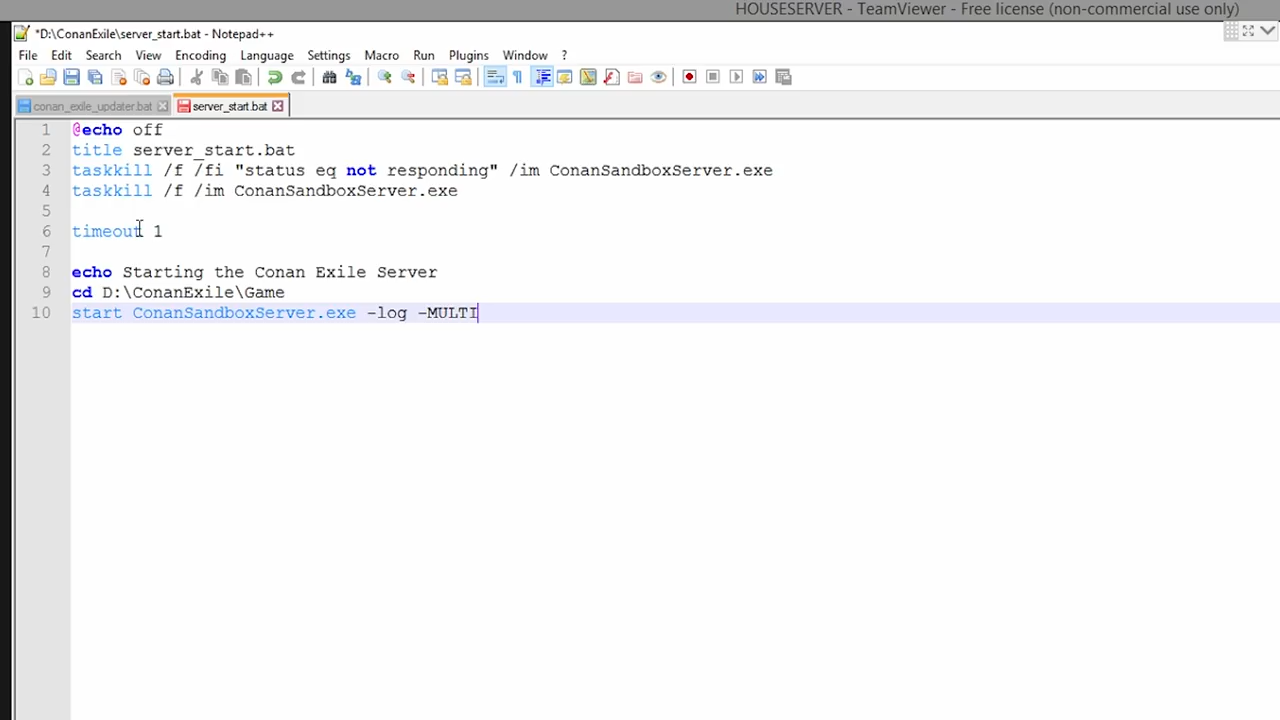 HOUSESERVER - TeamViewer - Free license (non-commercial use only)
*D:\ConanExile\server_start.bat - Notepad++
File Edit Search View Encoding Language Settings Macro Run Plugins Window ?
conan_exile_updater.bat server_start.bat
1 @echo off
2 title server_start.bat
3 taskkill /f /fi "status eq not responding" /im ConanSandboxServer.exe
4 taskkill /f /im ConanSandboxServer.exe
5
6 timeout 1
7
8 echo Starting the Conan Exile Server
9 cd D:\ConanExile\Game
10 start ConanSandboxServer.exe -log -MULTI